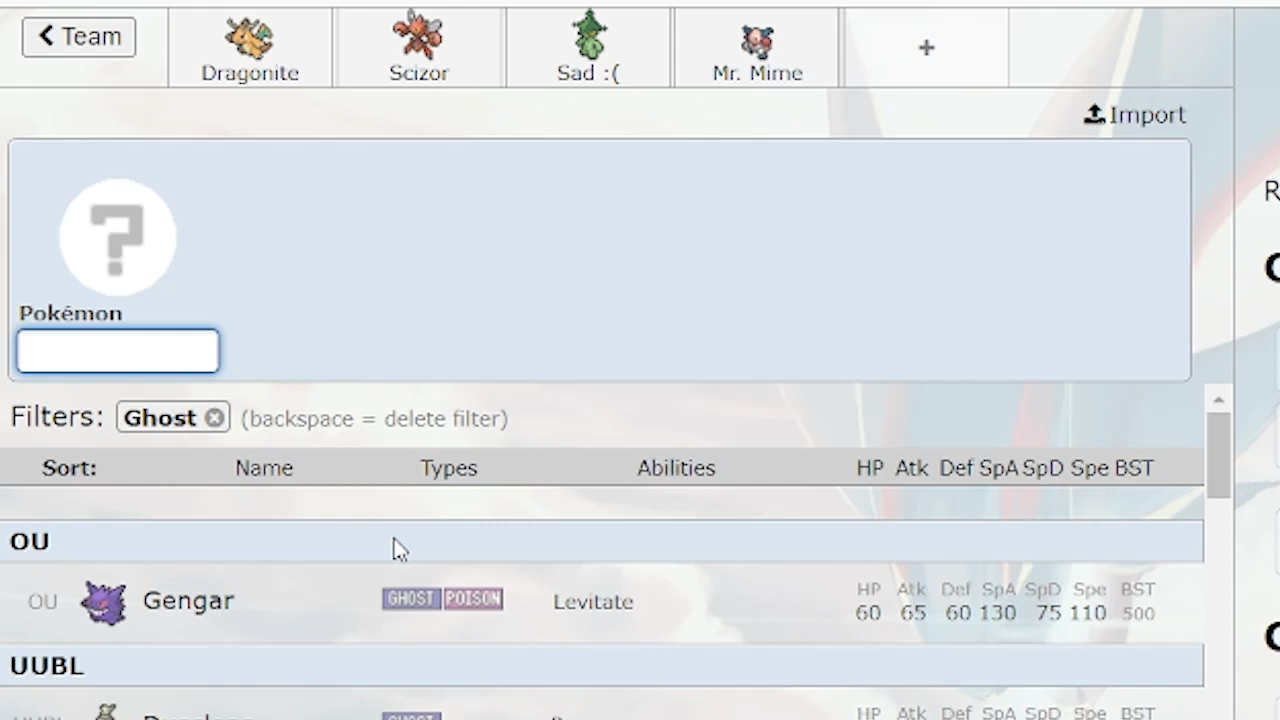 Team
Dragonite
Scizor
Sad :(
Mr. Mime
+
Import
Pokémon
Filters: Ghost (backspace = delete filter)
Sort: Name Types Abilities HP Atk Def SpA SpD Spe BST
OU
OU Gengar GHOST POISON Levitate HP 60 Atk 65 Def 60 SpA 130 SpD 75 Spe 110 BST 500
UUBL
GHOST HP Atk Def SpA SpD Spe BST